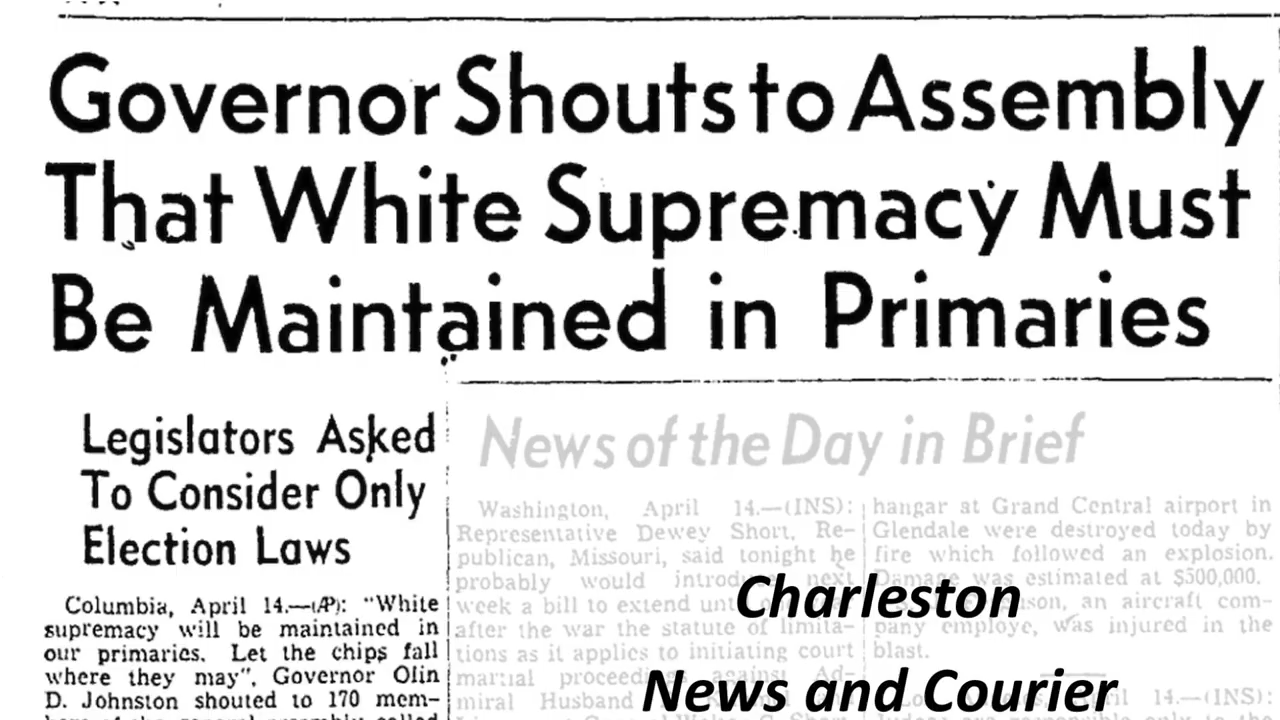 Governor Shouts to Assembly
That White Supremacy Must
Be Maintained in Primaries
Legislators Asked
To Consider Only
Election Laws
Columbia, April 14.—(AP): "White
supremacy will be maintained in
our primaries. Let the chips fall
where they may", Governor Olin
D. Johnston shouted to 170 mem-
News of the Day in Brief
Washington, April 14.—(INS):
Representative Dewey Short, Re-
publican, Missouri, said tonight he
probably would introduce next
week a bill to extend
after the war the statute of limita-
tions as it applies to initiating court
martial proceedings against Ad-
miral Husband
hangar at Grand Central airport in
Glendale were destroyed today by
fire which followed an explosion.
Damage was estimated at $500,000.
an aircraft com-
pany employe, was injured in the
blast.
14.—(INS):
Charleston
News and Courier